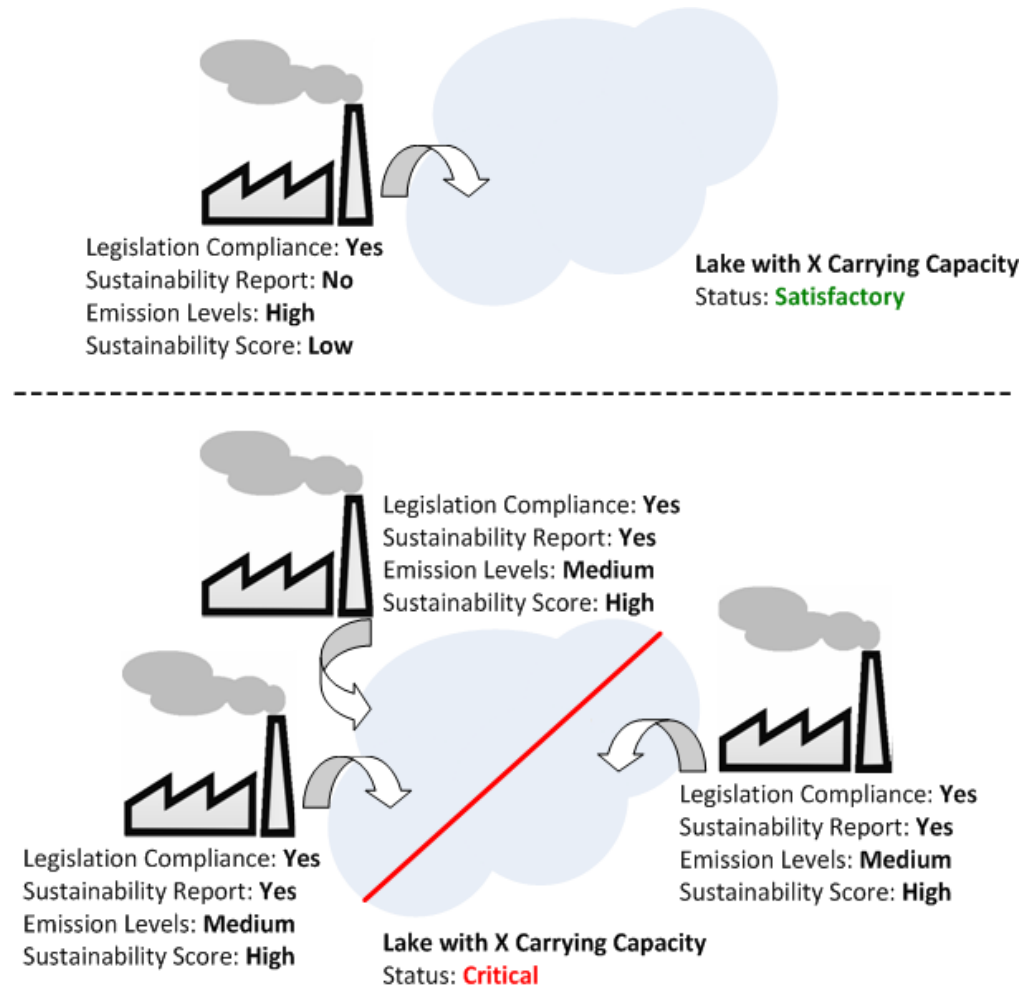 Legislation Compliance: Yes
Sustainability Report: No
Emission Levels: High
Sustainability Score: Low
Lake with X Carrying Capacity
Status: Satisfactory
Legislation Compliance: Yes
Sustainability Report: Yes
Emission Levels: Medium
Sustainability Score: High
Legislation Compliance: Yes
Sustainability Report: Yes
Emission Levels: Medium
Sustainability Score: High
Legislation Compliance: Yes
Sustainability Report: Yes
Emission Levels: Medium
Sustainability Score: High
Lake with X Carrying Capacity
Status: Critical